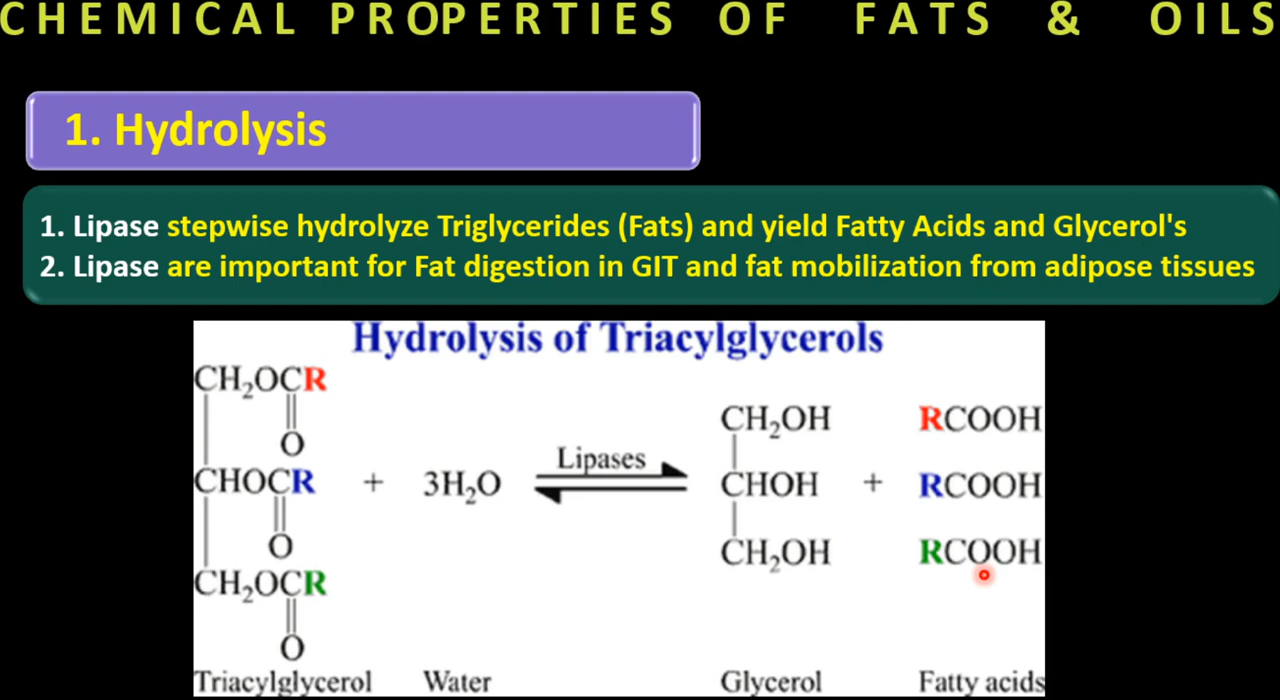 CHEMICAL PROPERTIES OF FATS & OILS
1. Hydrolysis
1. Lipase stepwise hydrolyze Triglycerides (Fats) and yield Fatty Acids and Glycerol's
2. Lipase are important for Fat digestion in GIT and fat mobilization from adipose tissues
Hydrolysis of Triacylglycerols
CH₂OCR
O
CHOCR
O
CH₂OCR
O
+
3H₂O
Lipases
CH₂OH
CHOH
CH₂OH
+
RCOOH
RCOOH
RCOOH
Triacylglycerol Water Glycerol Fatty acids